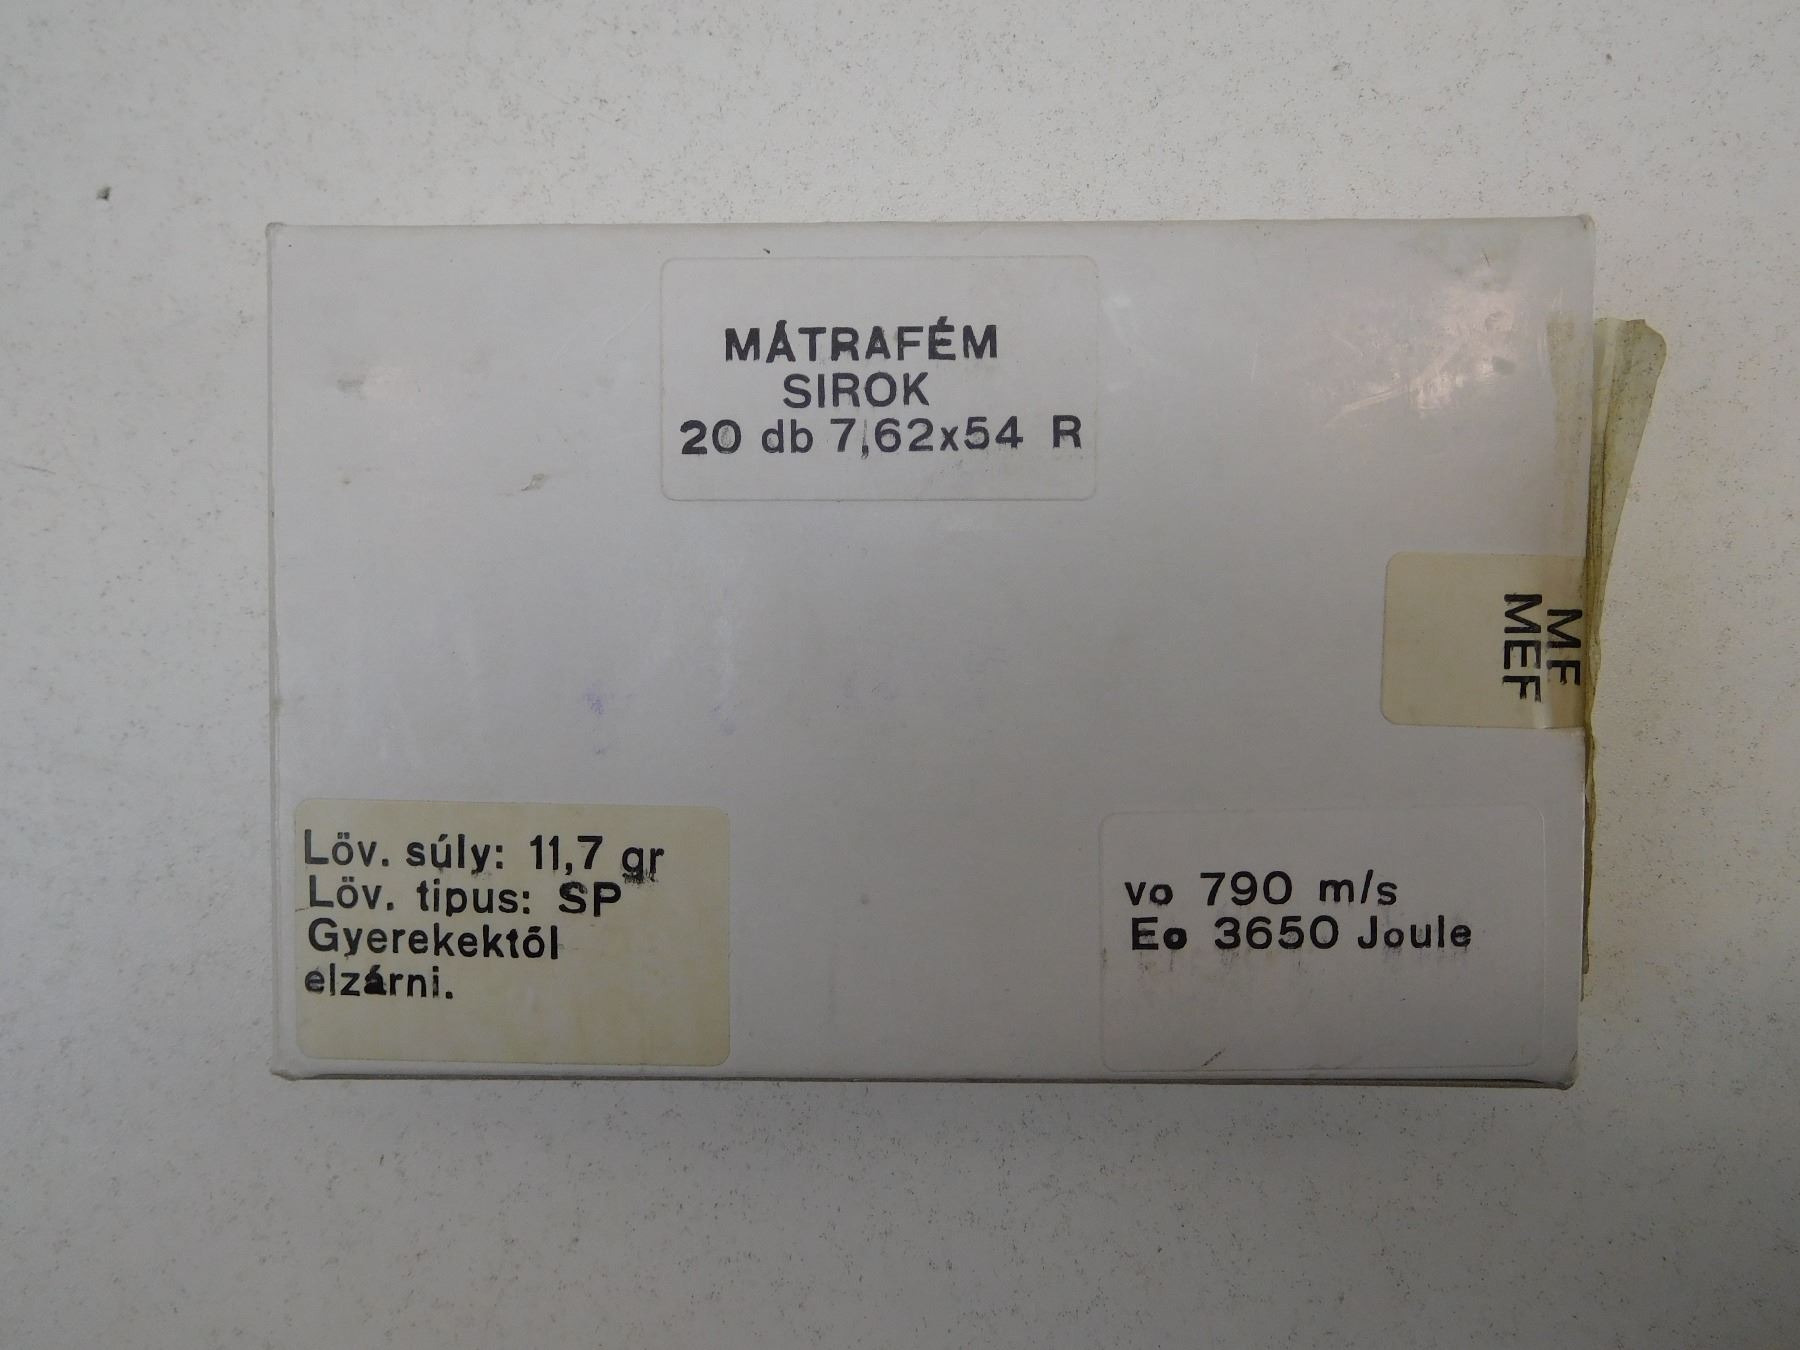 MÁTRAFÉM
SIROK
20 db 7,62x54 R
MF
MEF
Löv. súly: 11,7 gr
Löv. tipus: SP
Gyerekektől
elzárni.
vo 790 m/s
Eo 3650 Joule